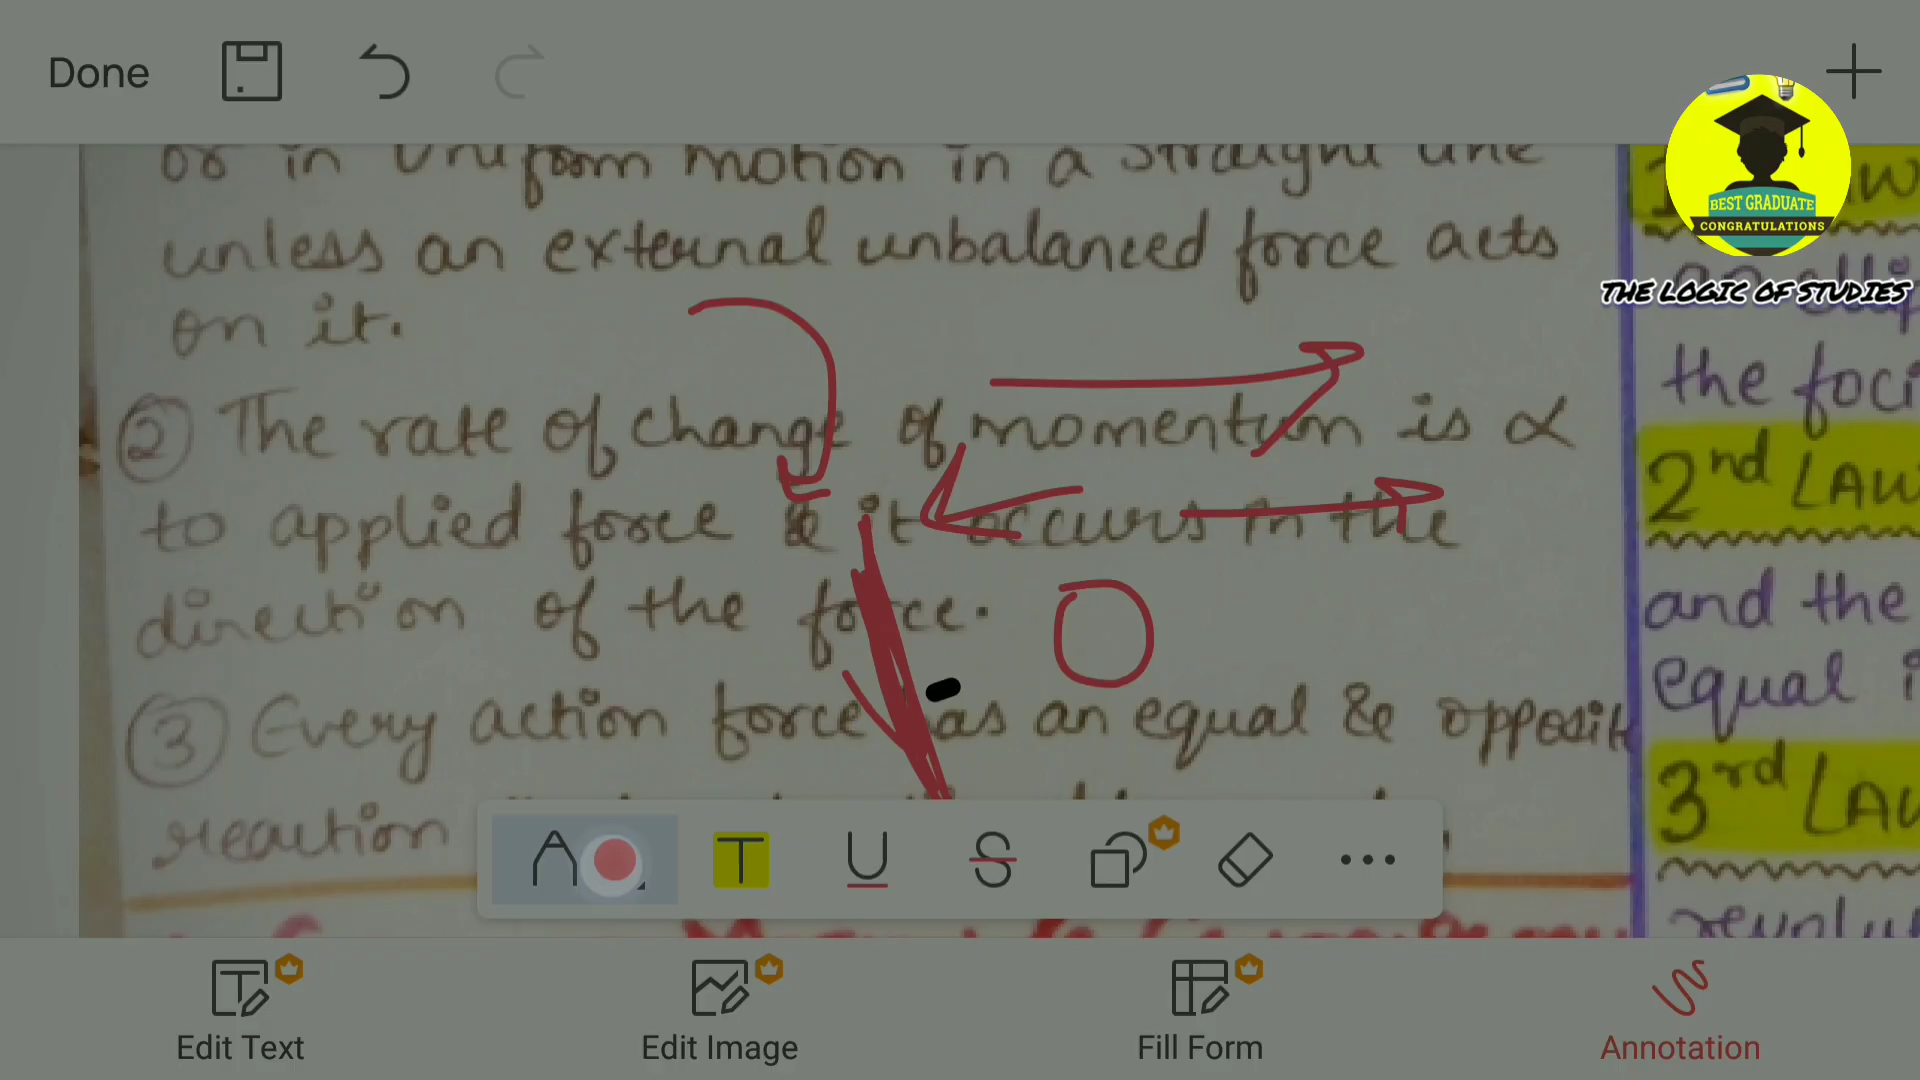 Done
or in uniform motion in a straight line
unless an external unbalanced force acts
on it.
② The rate of change of momentum is α
to applied force & it occurs in the
direction of the force.
③ Every action force has an equal & opposit
reaction
LAW
the foci
2nd LAW
and the
equal i
3rd LAW
BEST GRADUATE
CONGRATULATIONS
THE LOGIC OF STUDIES
Edit Text
Edit Image
Fill Form
Annotation